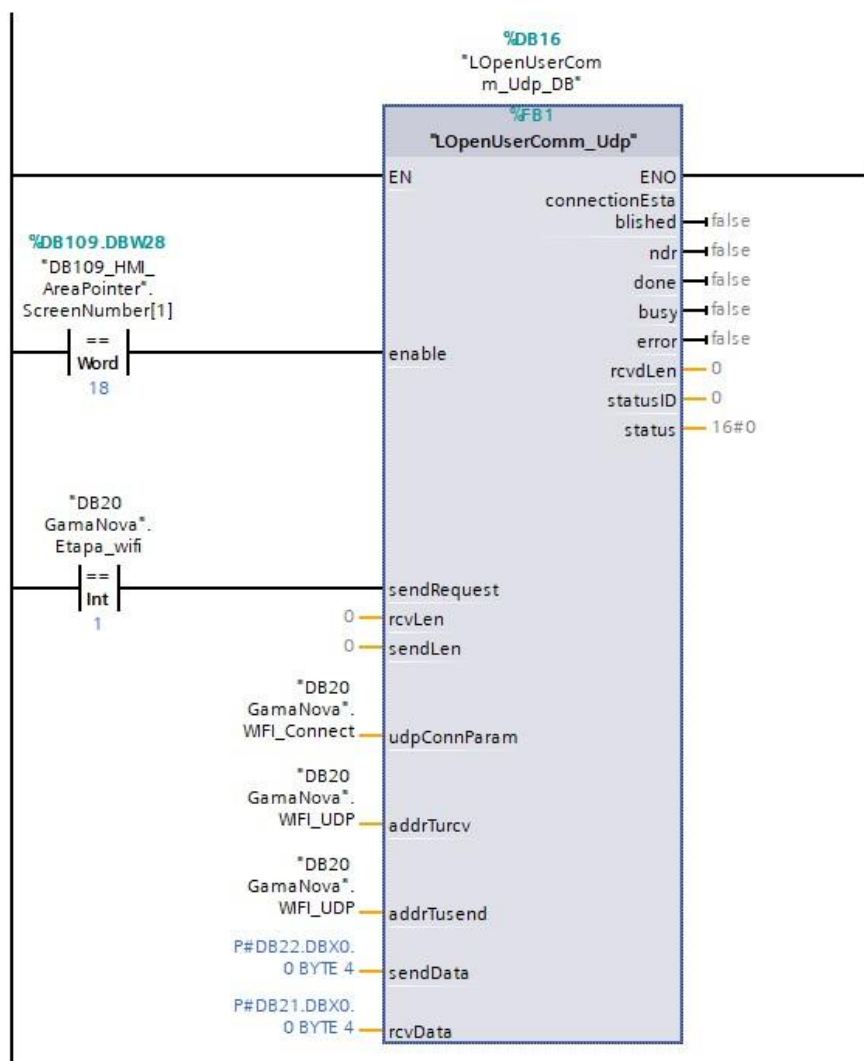 %DB16
"LOpenUserCom
m_Udp_DB"
%FB1
"LOpenUserComm_Udp"
EN
ENO
connectionEsta
blished
false
ndr
false
done
false
busy
false
error
false
rcvdLen
0
statusID
0
status
16#0
%DB109.DBW28
"DB109_HMI_
AreaPointer".
ScreenNumber[1]
==
Word
18
enable
"DB20
GamaNova".
Etapa_wifi
==
Int
1
sendRequest
0
rcvLen
0
sendLen
"DB20
GamaNova".
WIFI_Connect
udpConnParam
"DB20
GamaNova".
WIFI_UDP
addrTurcv
"DB20
GamaNova".
WIFI_UDP
addrTusend
P#DB22.DBX0.
0 BYTE 4
sendData
P#DB21.DBX0.
0 BYTE 4
rcvData